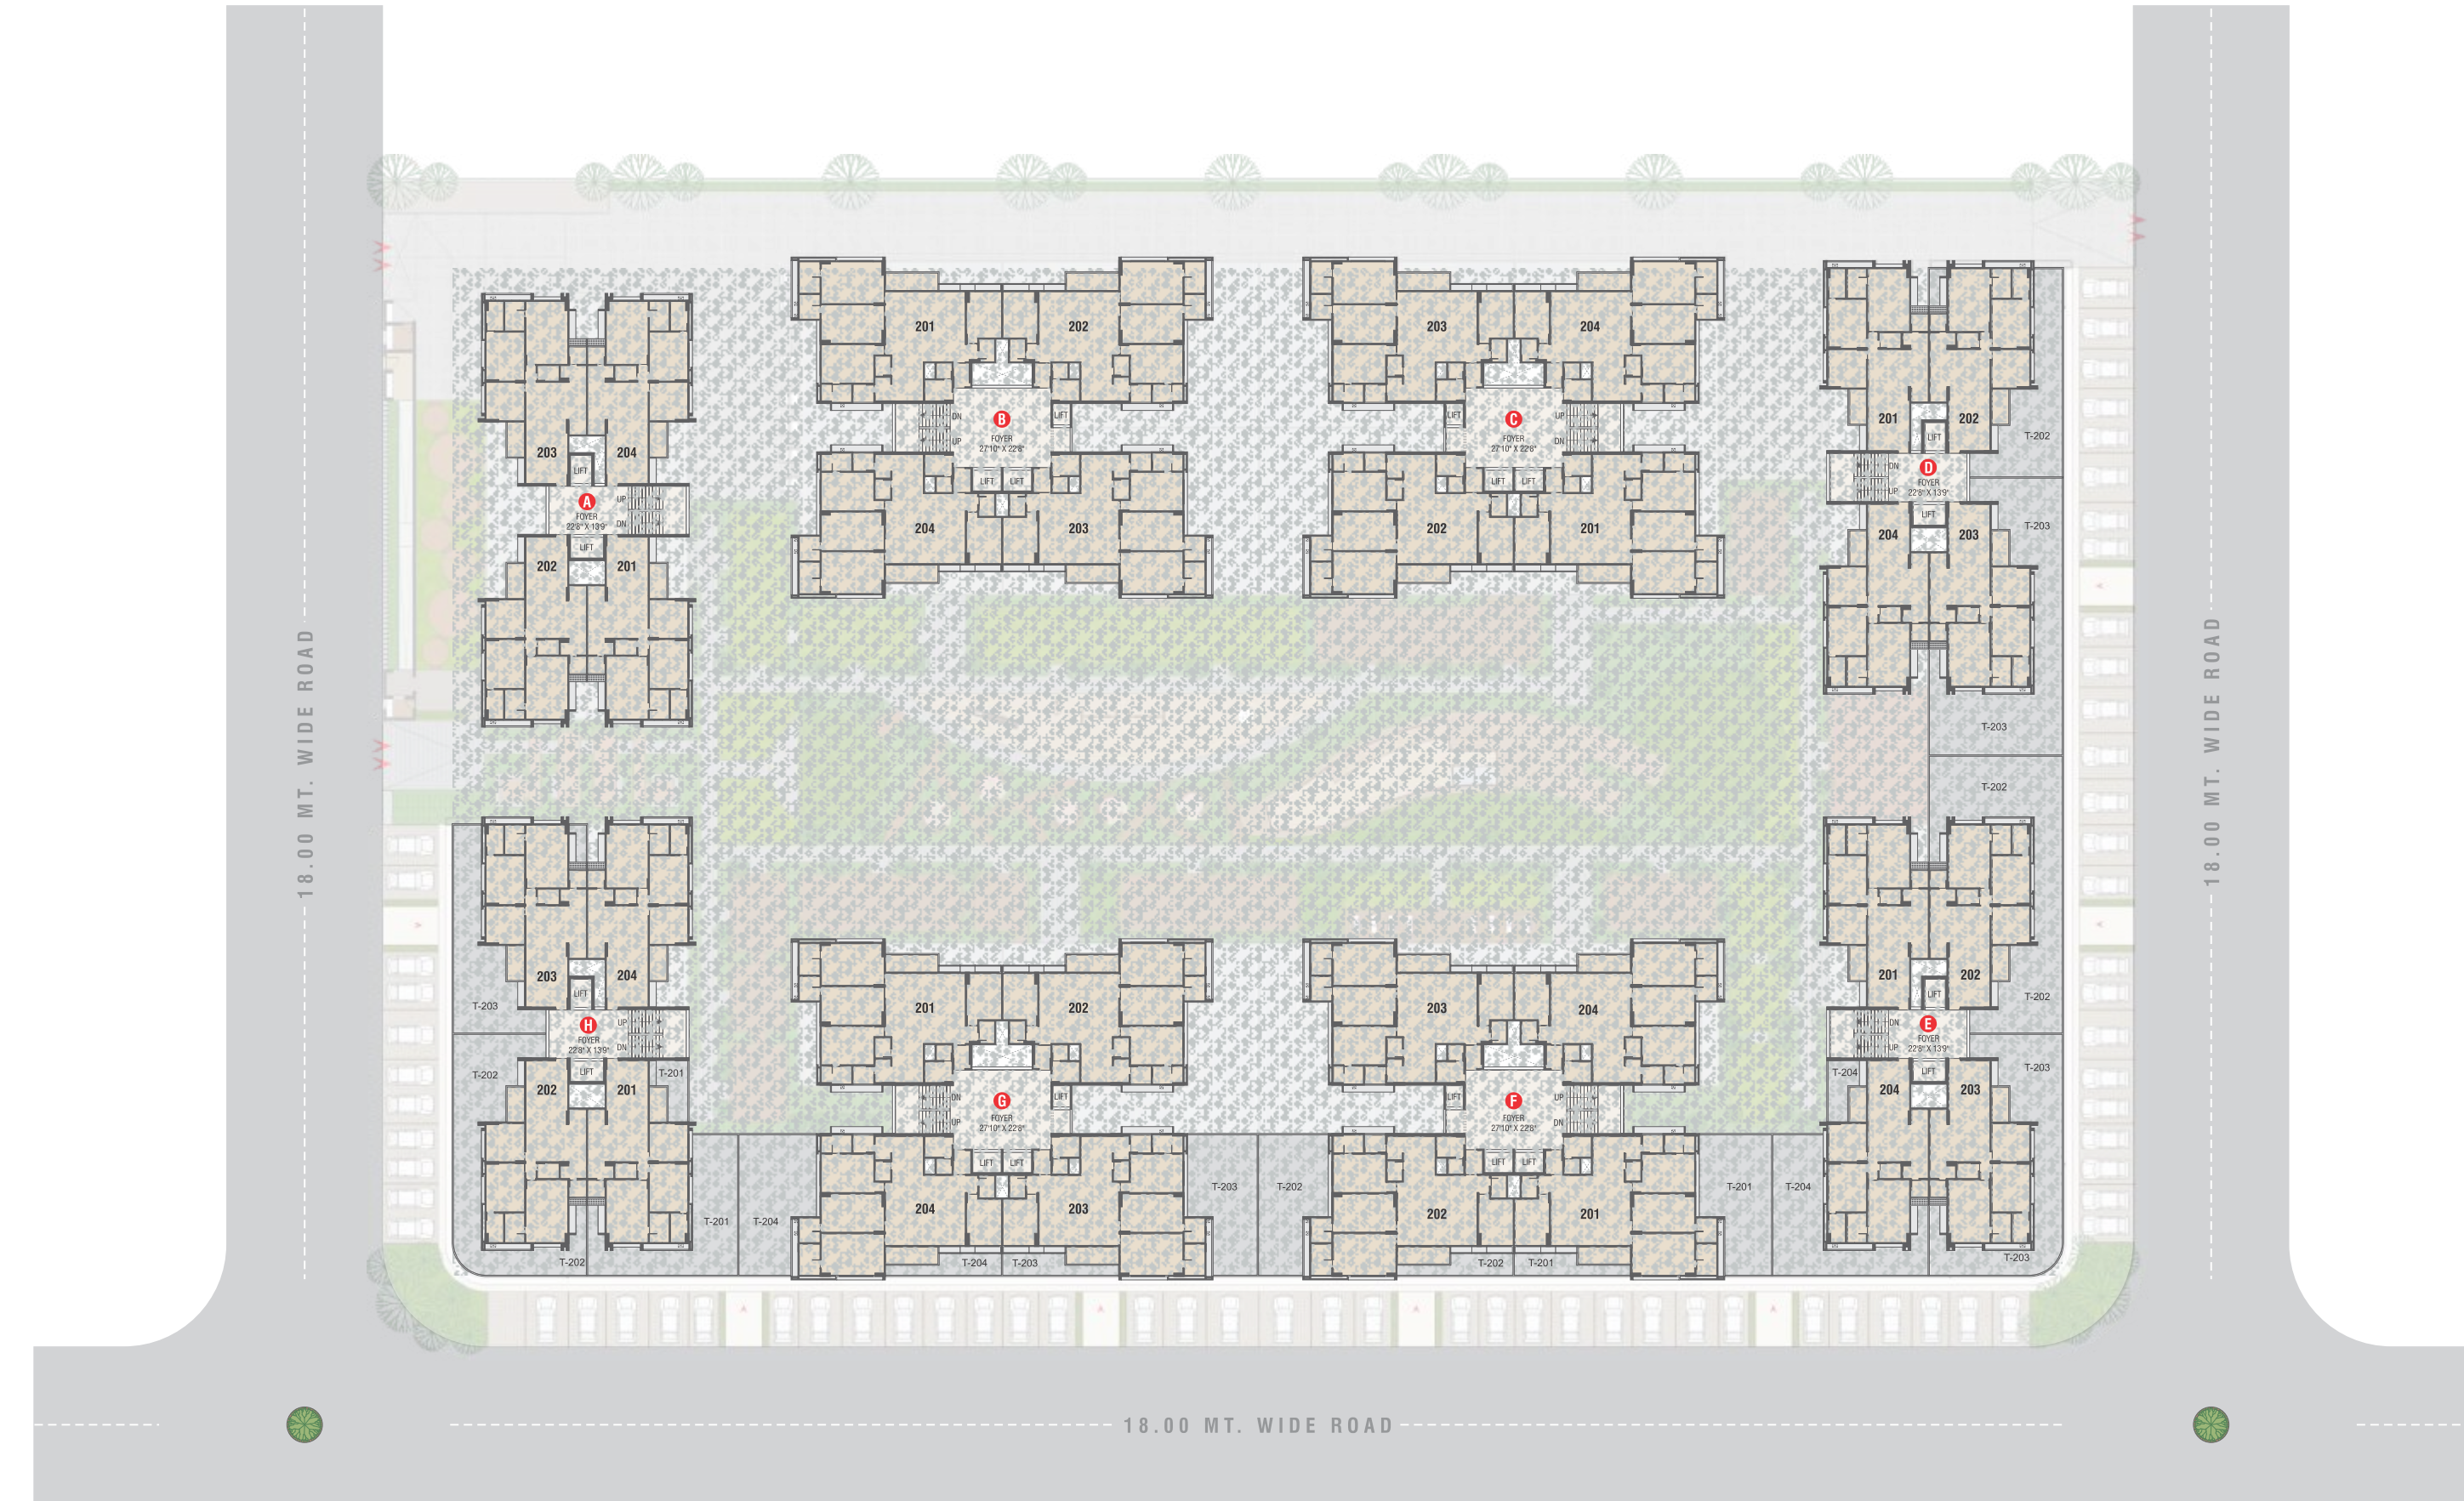 201
202
203
204
B
FOYER
27'10" X 22'8"
DN
UP
LIFT
LIFT
LIFT
204
203
203
204
C
FOYER
27'10" X 22'8"
LIFT
UP
DN
LIFT
LIFT
202
201
203
204
LIFT
A
FOYER
22'8" X 13'9"
UP
DN
LIFT
202
201
201
202
LIFT
T-202
D
FOYER
22'8" X 13'9"
DN
UP
LIFT
T-203
204
203
T-203
T-202
18.00 MT. WIDE ROAD
18.00 MT. WIDE ROAD
203
204
LIFT
T-203
H
FOYER
22'8" X 13'9"
UP
DN
LIFT
T-202
T-201
202
201
T-202
T-201
T-204
201
202
G
FOYER
27'10" X 22'8"
DN
UP
LIFT
LIFT
LIFT
204
203
T-204
T-203
T-203
T-202
203
204
F
FOYER
27'10" X 22'8"
LIFT
UP
DN
LIFT
LIFT
202
201
T-202
T-201
T-201
T-204
201
202
LIFT
T-202
E
FOYER
22'8" X 13'9"
DN
UP
LIFT
T-204
T-203
204
203
T-203
18.00 MT. WIDE ROAD